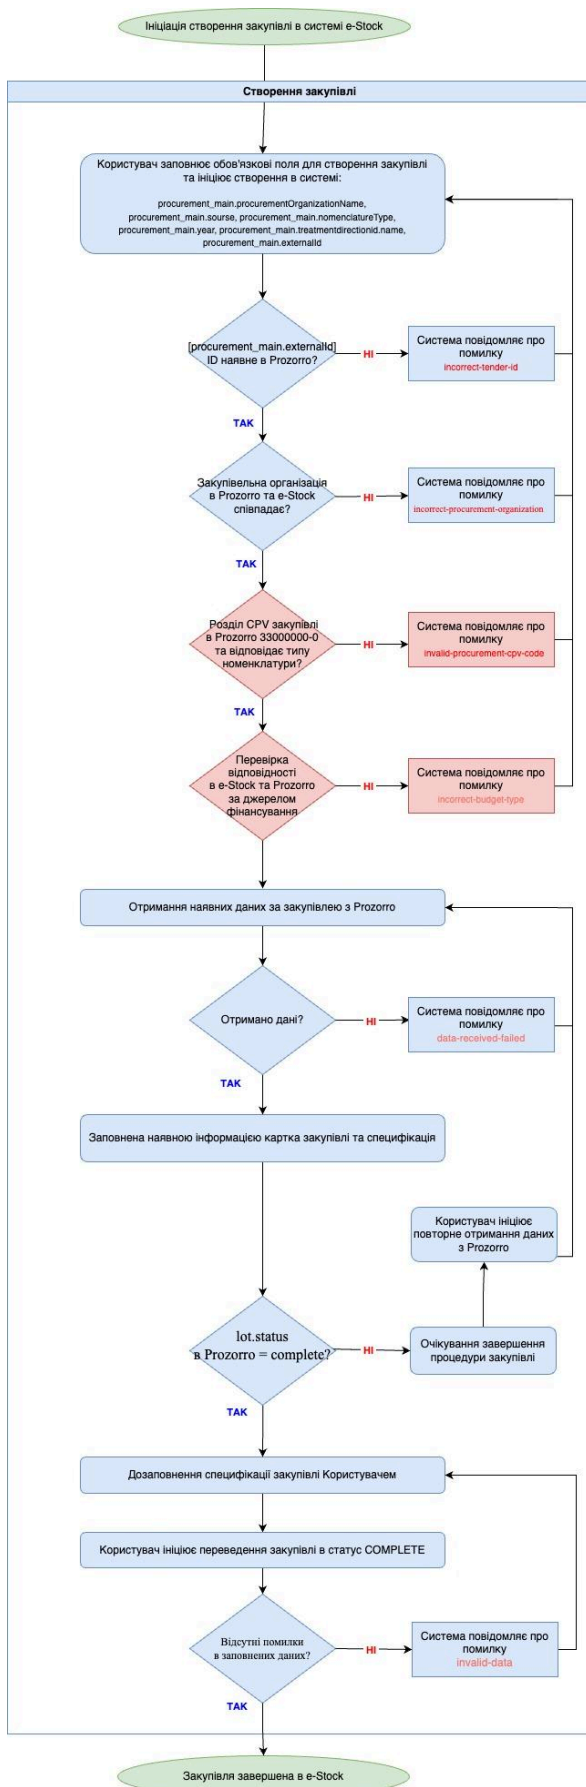 Ініціація створення закупівлі в системі e-Stock
Створення закупівлі
Користувач заповнює обов'язкові поля для створення закупівлі
та ініціює створення в системі:
procurement_main.procurementOrganizationName,
procurement_main.sourse, procurement_main.nomenclatureType,
procurement_main.year, procurement_main.treatmentdirectionid.name,
procurement_main.externalId
[procurement_main.externalId]
ID наявне в Prozorro?
НІ
Система повідомляє про
помилку
incorrect-tender-id
ТАК
Закупівельна організація
в Prozorro та e-Stock
співпадає?
НІ
Система повідомляє про
помилку
incorrect-procurement-organization
ТАК
Розділ CPV закупівлі
в Prozorro 33000000-0
та відповідає типу
номенклатури?
НІ
Система повідомляє про
помилку
invalid-procurement-cpv-code
ТАК
Перевірка
відповідності
в e-Stock та Prozorro
за джерелом
фінансування
НІ
Система повідомляє про
помилку
incorrect-budget-type
Отримання наявних даних за закупівлею з Prozorro
Отримано дані?
НІ
Система повідомляє про
помилку
data-received-failed
ТАК
Заповнена наявною інформацією картка закупівлі та специфікація
Користувач ініціює
повторне отримання даних
з Prozorro
lot.status
в Prozorro = complete?
НІ
Очікування завершення
процедури закупівлі
ТАК
Дозаповнення специфікації закупівлі Користувачем
Користувач ініціює переведення закупівлі в статус COMPLETE
Відсутні помилки
в заповнених даних?
НІ
Система повідомляє про
помилку
invalid-data
ТАК
Закупівля завершена в e-Stock